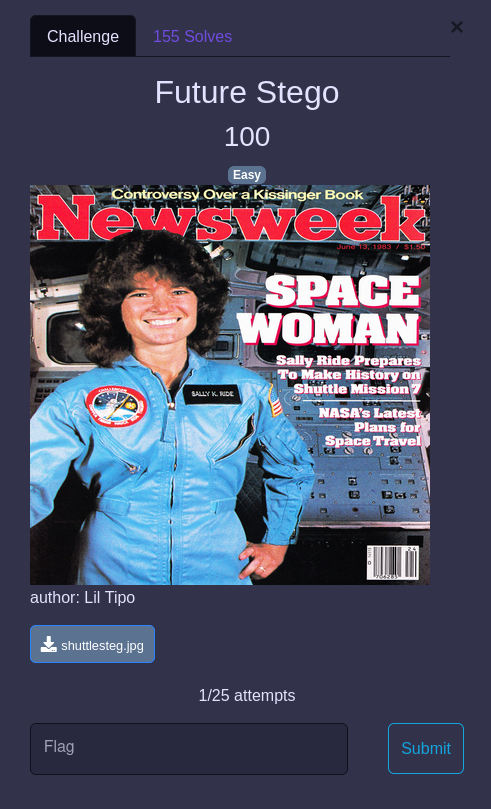 Challenge
155 Solves
×
Future Stego
100
Easy
Controversy Over a Kissinger Book
Newsweek
June 13, 1983 / $1.50
SPACE
WOMAN
Sally Ride Prepares
To Make History on
Shuttle Mission 7
NASA's Latest
Plans for
Space Travel
CHALLENGER
SALLY K. RIDE
24
author: Lil Tipo
shuttlesteg.jpg
1/25 attempts
Flag
Submit